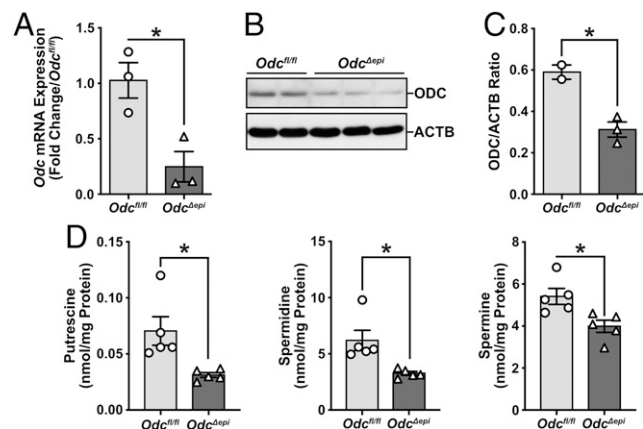 A
Odc mRNA Expression
(Fold Change/Odcfl/fl)
1.5
1.0
0.5
0.0
*
Odcfl/fl
OdcΔepi
B
Odcfl/fl OdcΔepi
ODC
ACTB
C
ODC/ACTB Ratio
0.8
0.6
0.4
0.2
0.0
*
Odcfl/fl
OdcΔepi
D
Putrescine
(nmol/mg Protein)
0.15
0.10
0.05
0.00
*
Odcfl/fl
OdcΔepi
Spermidine
(nmol/mg Protein)
15
10
5
0
*
Odcfl/fl
OdcΔepi
Spermine
(nmol/mg Protein)
8
6
4
2
0
*
Odcfl/fl
OdcΔepi